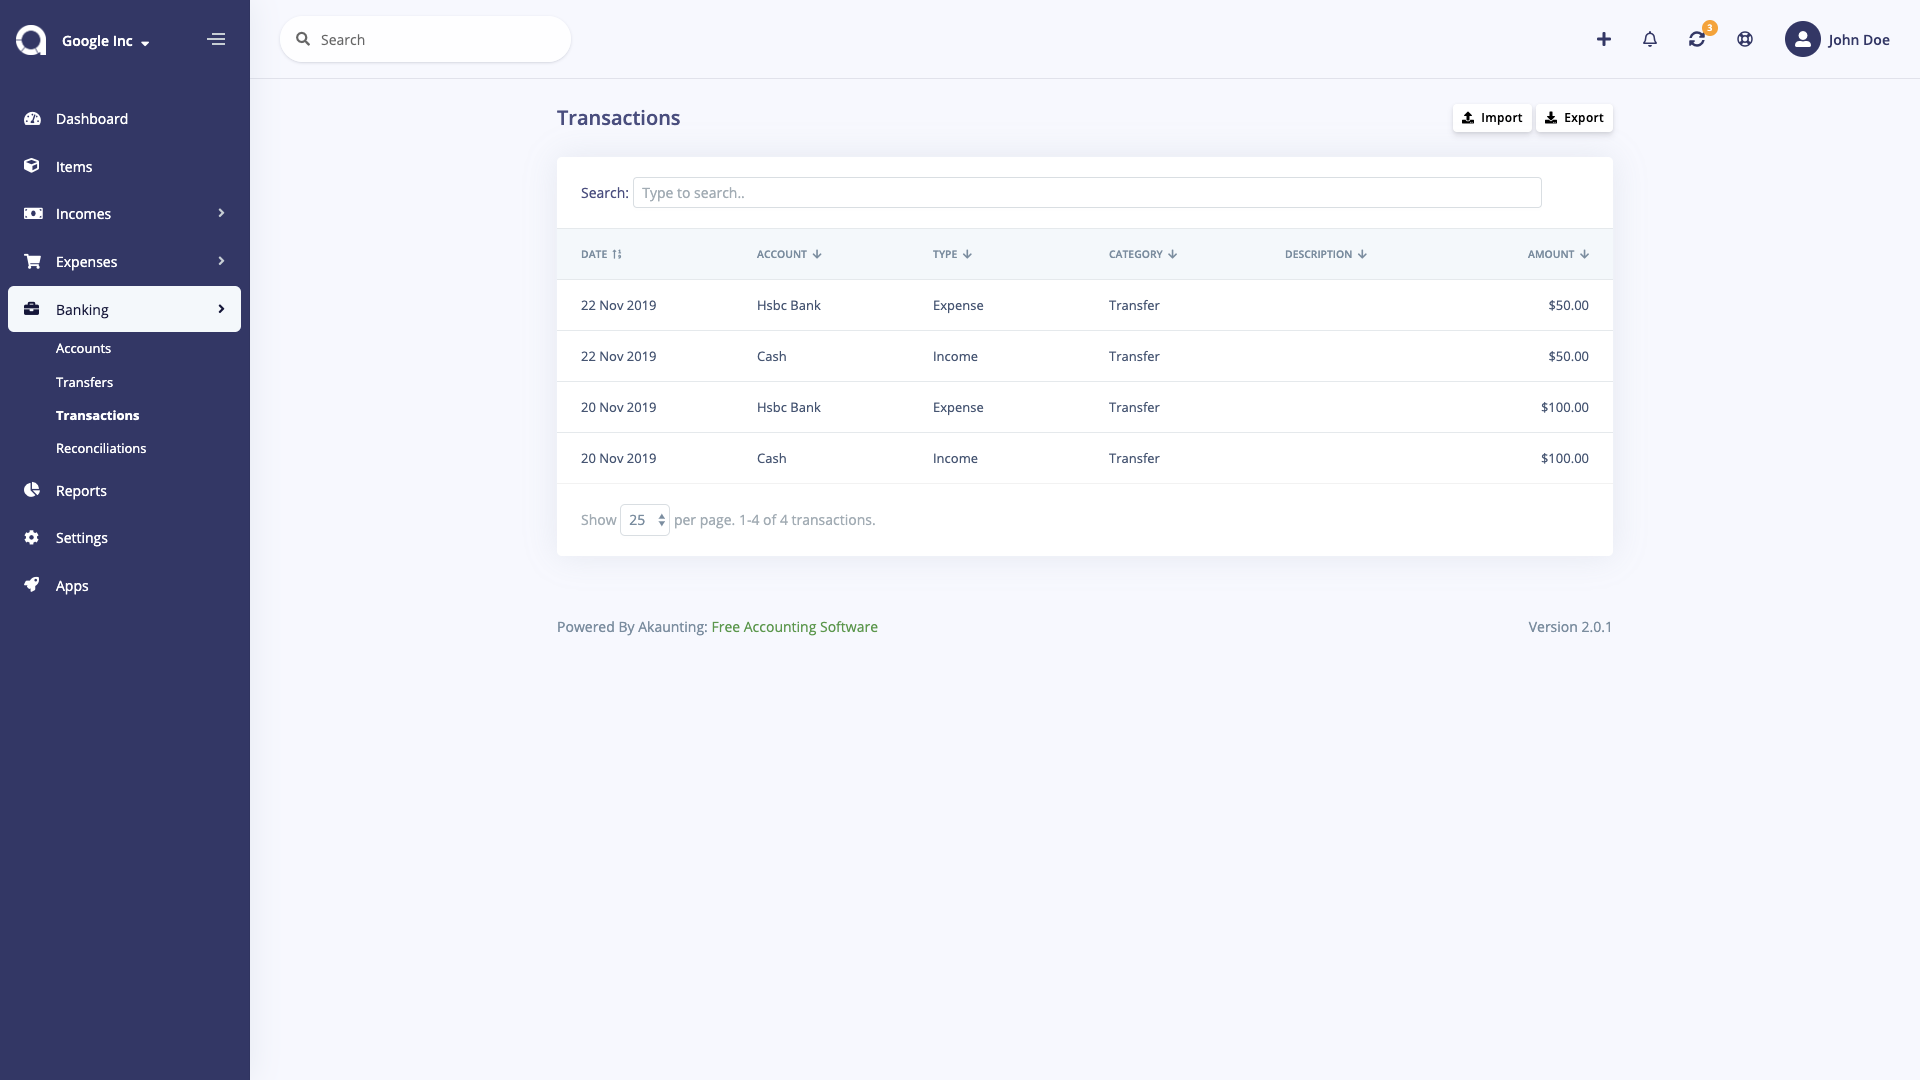 Google Inc
Search
3
John Doe
Dashboard
Items
Incomes
Expenses
Banking
Accounts
Transfers
Transactions
Reconciliations
Reports
Settings
Apps
Transactions
Import
Export
Search: Type to search..
DATE ACCOUNT TYPE CATEGORY DESCRIPTION AMOUNT
22 Nov 2019 Hsbc Bank Expense Transfer $50.00
22 Nov 2019 Cash Income Transfer $50.00
20 Nov 2019 Hsbc Bank Expense Transfer $100.00
20 Nov 2019 Cash Income Transfer $100.00
Show 25 per page. 1-4 of 4 transactions.
Powered By Akaunting: Free Accounting Software
Version 2.0.1